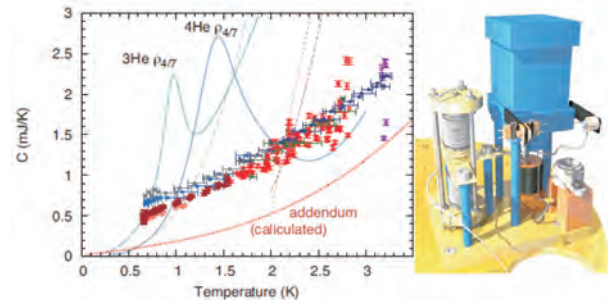 3
2.5
2
1.5
1
0.5
0
C (mJ/K)
3He ρ4/7
4He ρ4/7
addendum
(caliculated)
0 0.5 1 1.5 2 2.5 3
Temperature (K)